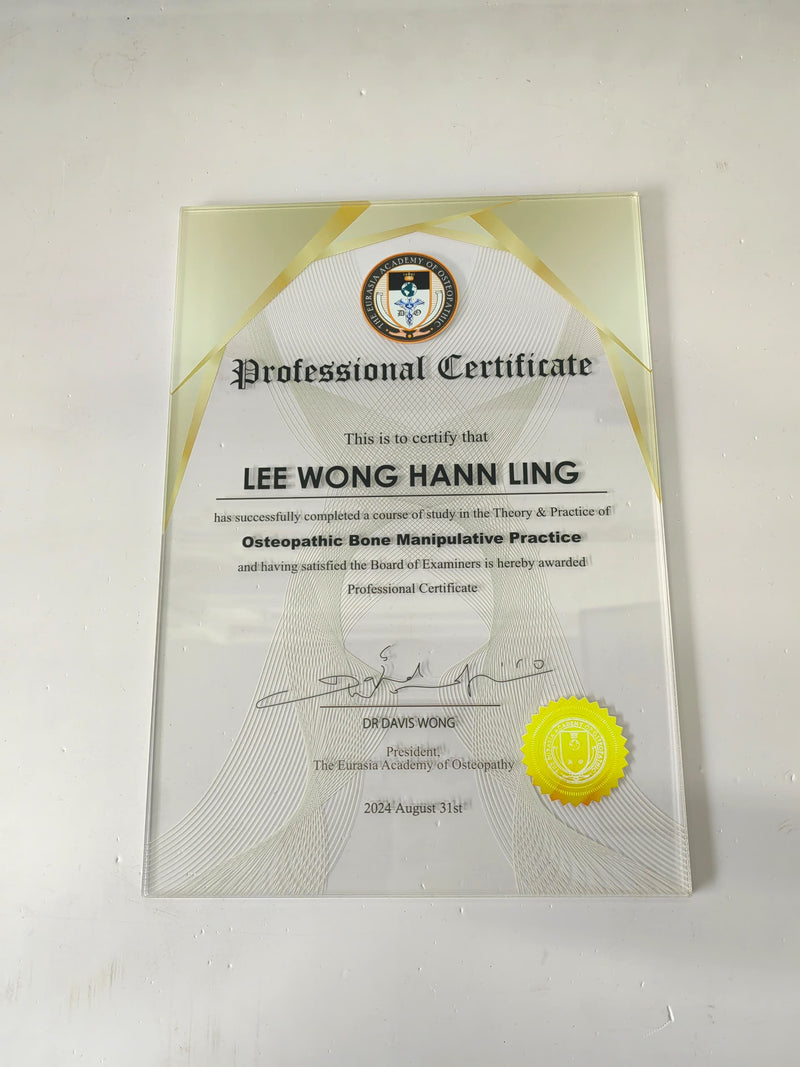 THE EURASIA ACADEMY OF OSTEOPATHIC
D O
Professional Certificate
This is to certify that
LEE WONG HANN LING
has successfully completed a course of study in the Theory & Practice of
Osteopathic Bone Manipulative Practice
and having satisfied the Board of Examiners is hereby awarded
Professional Certificate
DR DAVIS WONG
President,
The Eurasia Academy of Osteopathy
2024 August 31st